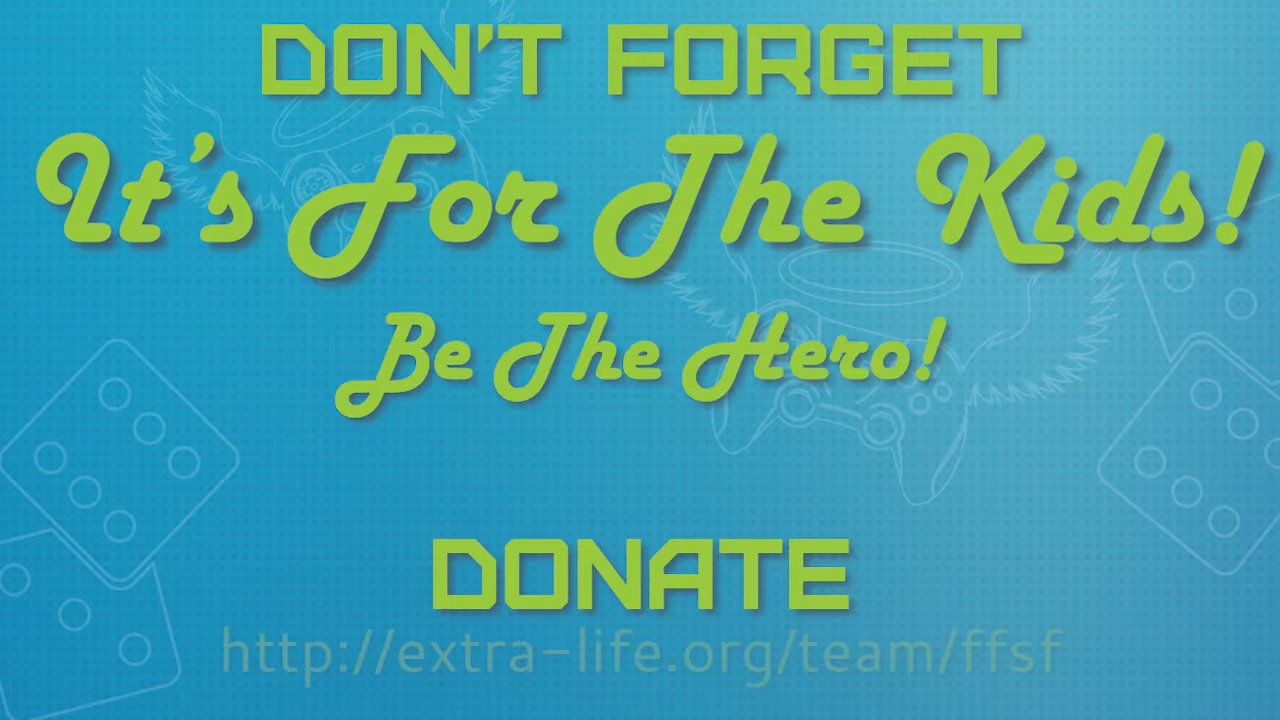 DON'T FORGET
It's For The Kids!
Be The Hero!
DONATE
http://extra-life.org/team/ffsf